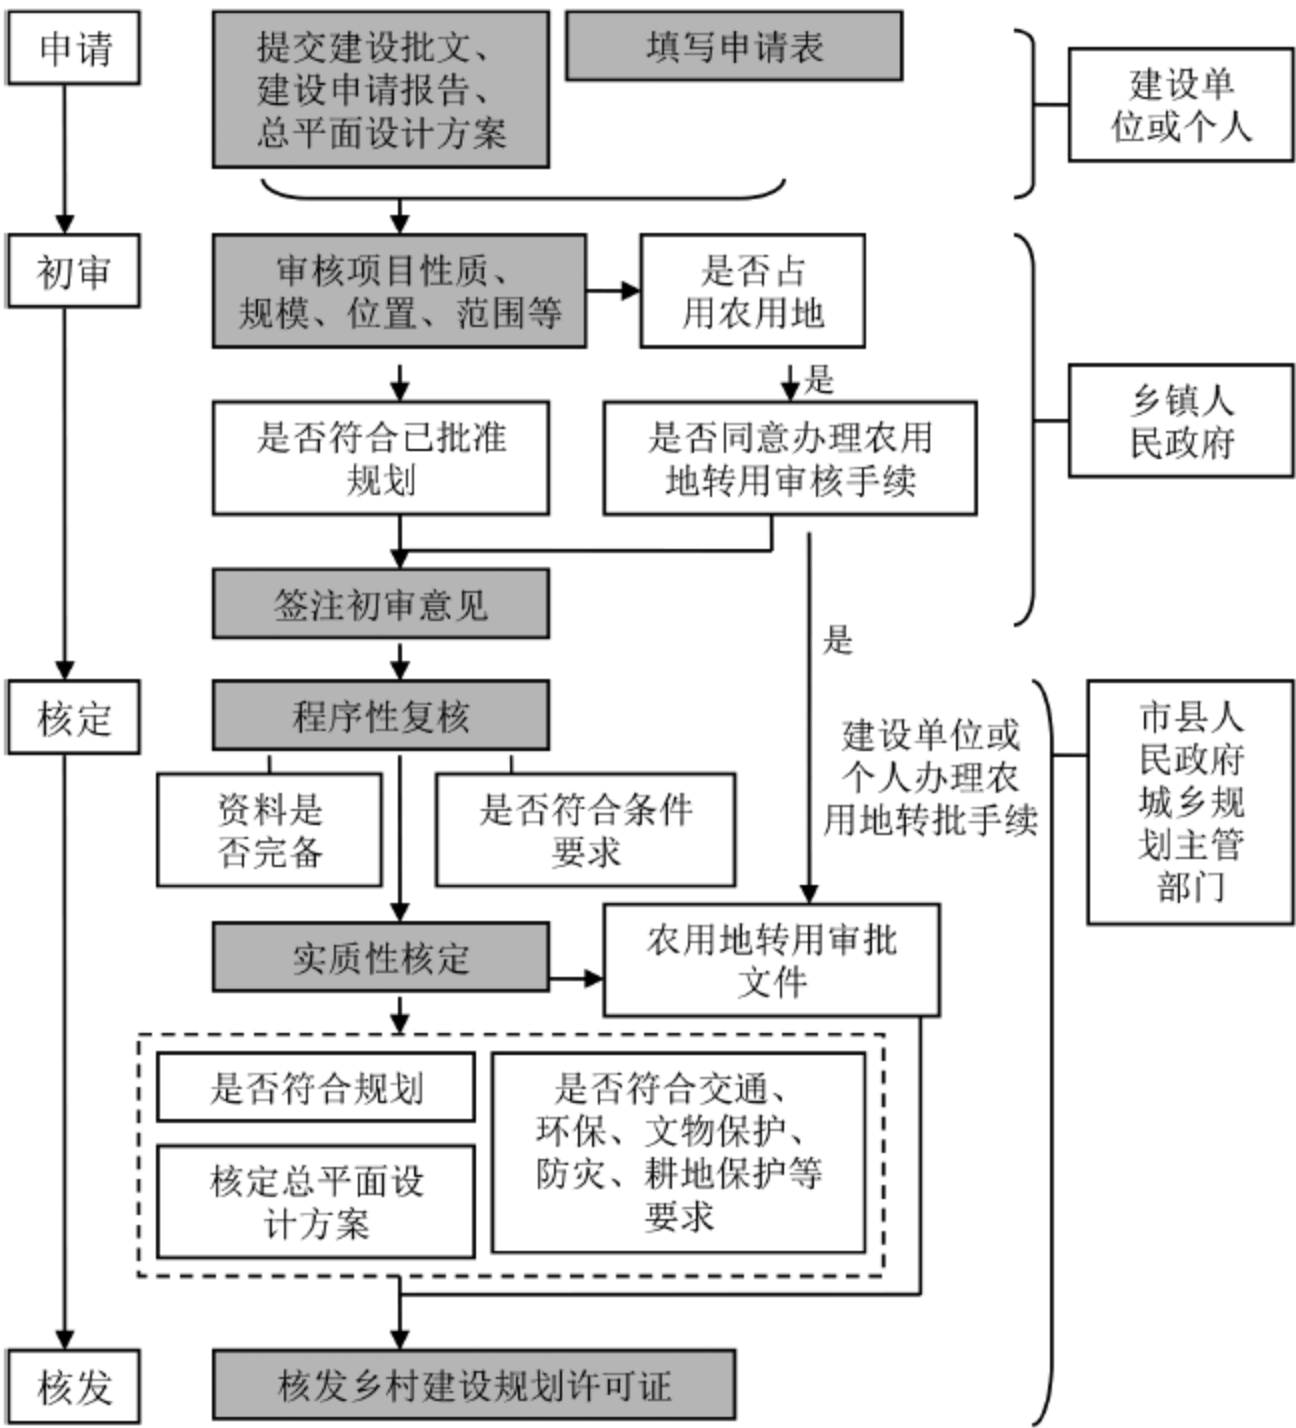 申请
提交建设批文、
建设申请报告、
总平面设计方案
填写申请表
建设单
位或个人
初审
审核项目性质、
规模、位置、范围等
是否占
用农用地
是
是否符合已批准
规划
是否同意办理农用
地转用审核手续
乡镇人
民政府
签注初审意见
是
核定
程序性复核
建设单位或
个人办理农
用地转批手续
市县人
民政府
城乡规
划主管
部门
资料是
否完备
是否符合条件
要求
实质性核定
农用地转用审批
文件
是否符合规划
核定总平面设
计方案
是否符合交通、
环保、文物保护、
防灾、耕地保护等
要求
核发
核发乡村建设规划许可证